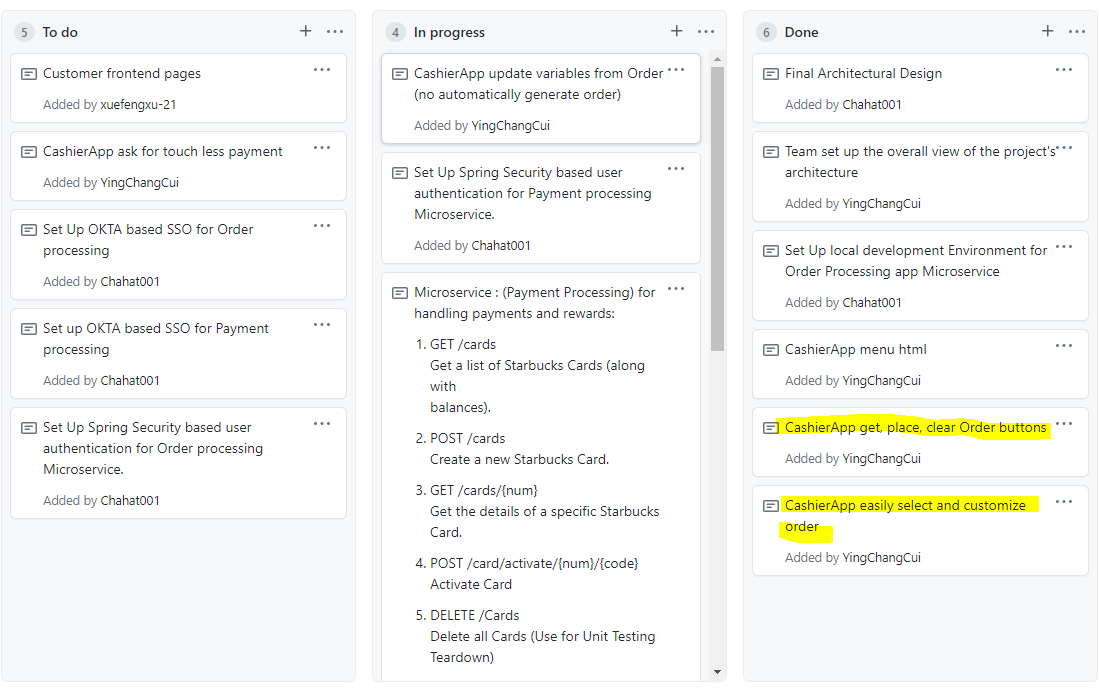 5 To do
Customer frontend pages
Added by xuefengxu-21
CashierApp ask for touch less payment
Added by YingChangCui
Set Up OKTA based SSO for Order
processing
Added by Chahat001
Set up OKTA based SSO for Payment
processing
Added by Chahat001
Set Up Spring Security based user
authentication for Order processing
Microservice.
Added by Chahat001
4 In progress
CashierApp update variables from Order
(no automatically generate order)
Added by YingChangCui
Set Up Spring Security based user
authentication for Payment processing
Microservice.
Added by Chahat001
Microservice : (Payment Processing) for
handling payments and rewards:
1. GET /cards
Get a list of Starbucks Cards (along
with
balances).
2. POST /cards
Create a new Starbucks Card.
3. GET /cards/{num}
Get the details of a specific Starbucks
Card.
4. POST /card/activate/{num}/{code}
Activate Card
5. DELETE /Cards
Delete all Cards (Use for Unit Testing
Teardown)
6 Done
Final Architectural Design
Added by Chahat001
Team set up the overall view of the project's
architecture
Added by YingChangCui
Set Up local development Environment for
Order Processing app Microservice
Added by Chahat001
CashierApp menu html
Added by YingChangCui
CashierApp get, place, clear Order buttons
Added by YingChangCui
CashierApp easily select and customize
order
Added by YingChangCui